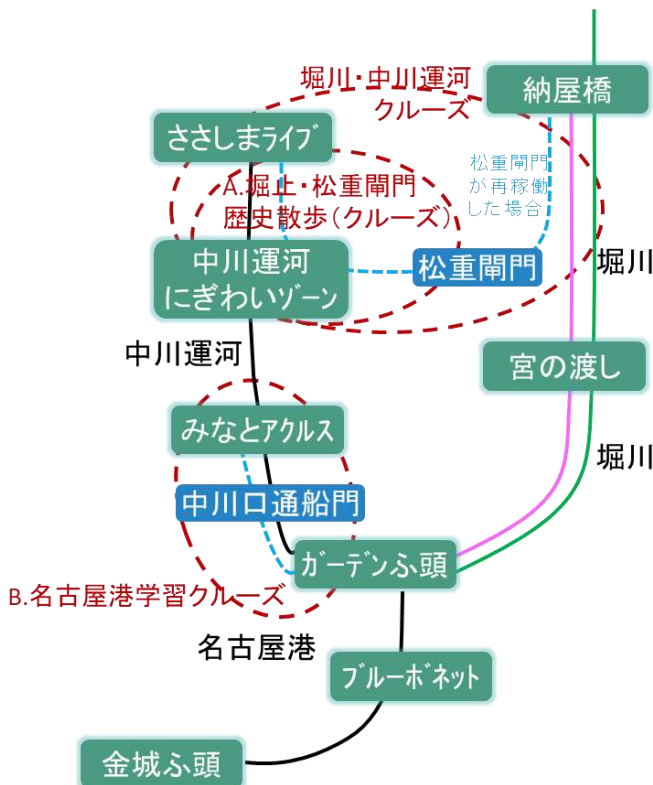 堀川・中川運河
クルーズ
納屋橋
ささしまﾗｲﾌﾞ
松重閘門
が再稼働
した場合
A.堀止・松重閘門
歴史散歩(クルーズ)
中川運河
にぎわいｿﾞｰﾝ
松重閘門
堀川
中川運河
宮の渡し
みなとｱｸﾙｽ
堀川
中川口通船門
ｶﾞｰﾃﾞﾝふ頭
B.名古屋港学習クルーズ
名古屋港
ﾌﾞﾙｰﾎﾞﾈｯﾄ
金城ふ頭